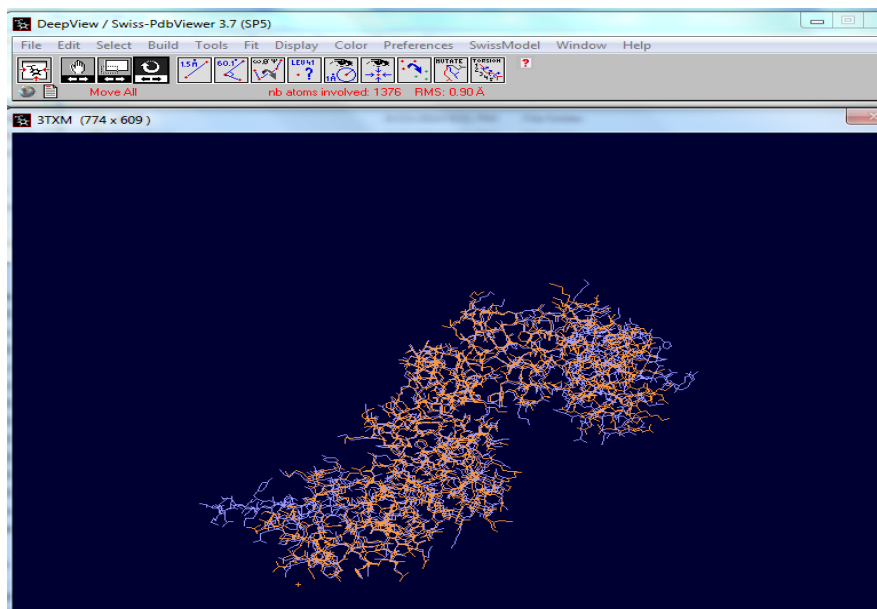 DeepView / Swiss-PdbViewer 3.7 (SP5)
File Edit Select Build Tools Fit Display Color Preferences SwissModel Window Help
1.5Å 60.1° ω,φ,ψ LEU41 ? 1Å MUTATE TORSION ?
Move All nb atoms involved: 1376 RMS: 0.90 Å
3TXM (774 x 609 )